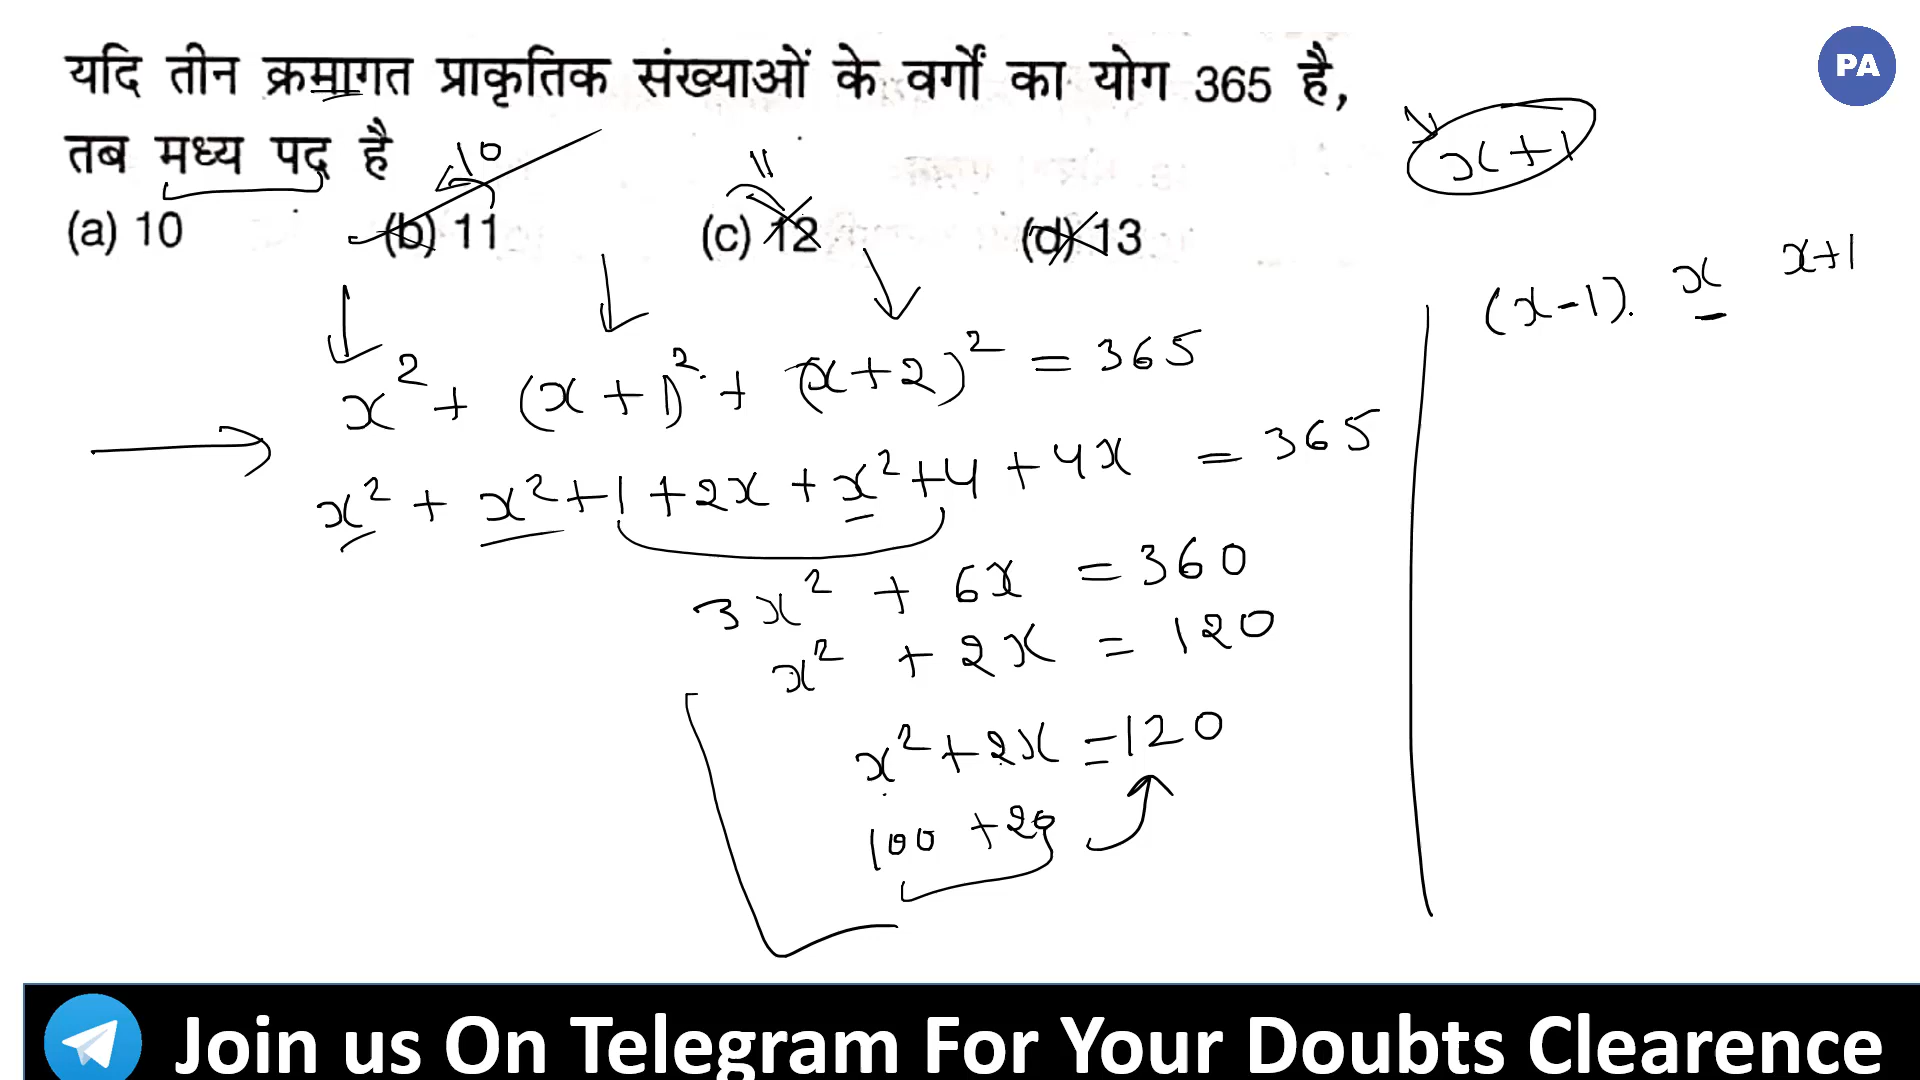 PA
यदि तीन क्रमागत प्राकृतिक संख्याओं के वर्गों का योग 365 है,
तब मध्य पद है
10
11
x+1
(a) 10 (b) 11 (c) 12 (d) 13
(x-1). x x+1
x² + (x+1)² + (x+2)² = 365
x² + x²+1 +2x + x²+4 +4x = 365
3x² + 6x = 360
x² + 2x = 120
x²+2x =120
100 +20
Join us On Telegram For Your Doubts Clearence